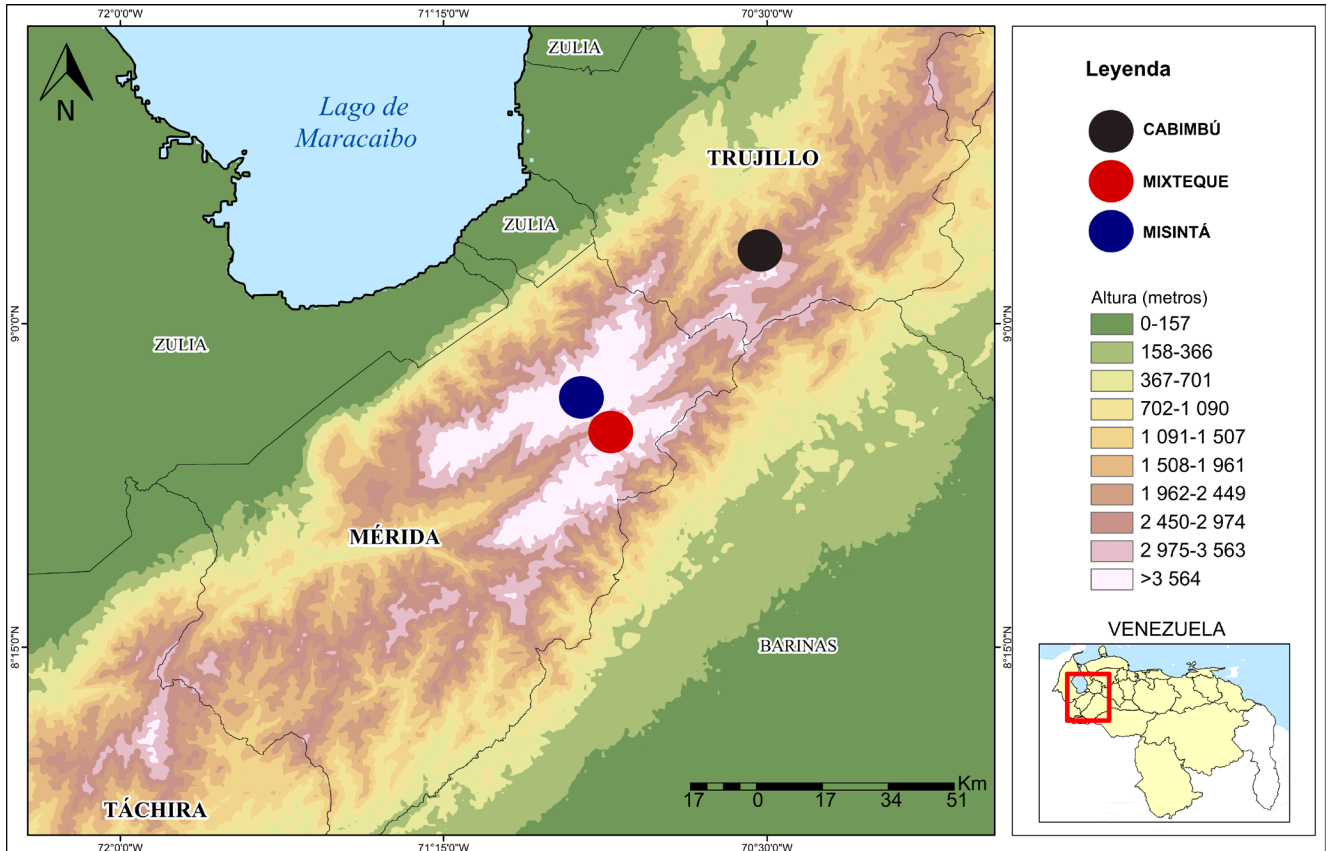 72°0'0"W
71°15'0"W
70°30'0"W
N
Lago de
Maracaibo
ZULIA
TRUJILLO
ZULIA
9°0'0"N
9°0'0"N
ZULIA
MÉRIDA
8°15'0"N
8°15'0"N
BARINAS
TÁCHIRA
Km
17 0 17 34 51
72°0'0"W
71°15'0"W
70°30'0"W
Leyenda
CABIMBÚ
MIXTEQUE
MISINTÁ
Altura (metros)
0-157
158-366
367-701
702-1 090
1 091-1 507
1 508-1 961
1 962-2 449
2 450-2 974
2 975-3 563
>3 564
VENEZUELA